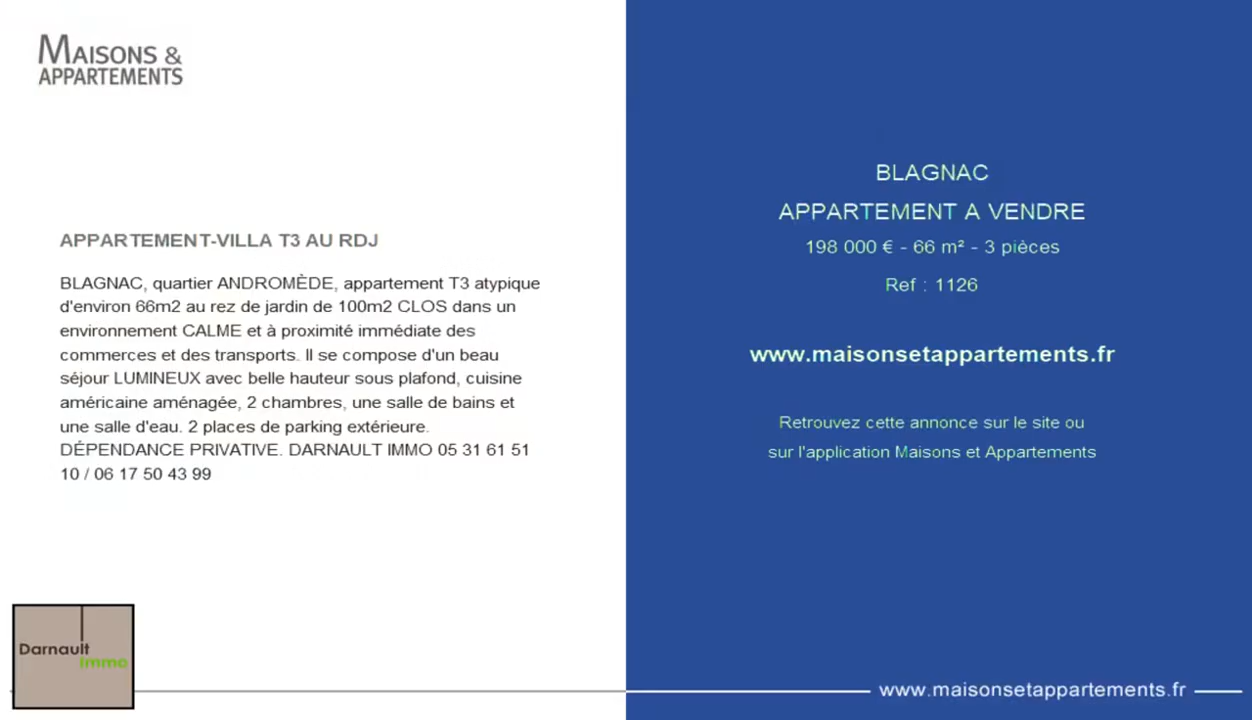 MAISONS &
APPARTEMENTS
APPARTEMENT-VILLA T3 AU RDJ
BLAGNAC, quartier ANDROMÈDE, appartement T3 atypique
d'environ 66m2 au rez de jardin de 100m2 CLOS dans un
environnement CALME et à proximité immédiate des
commerces et des transports. Il se compose d'un beau
séjour LUMINEUX avec belle hauteur sous plafond, cuisine
américaine aménagée, 2 chambres, une salle de bains et
une salle d'eau. 2 places de parking extérieure.
DÉPENDANCE PRIVATIVE. DARNAULT IMMO 05 31 61 51
10 / 06 17 50 43 99
Darnault
Immo
BLAGNAC
APPARTEMENT A VENDRE
198 000 € - 66 m² - 3 pièces
Ref : 1126
www.maisonsetappartements.fr
Retrouvez cette annonce sur le site ou
sur l'application Maisons et Appartements
www.maisonsetappartements.fr